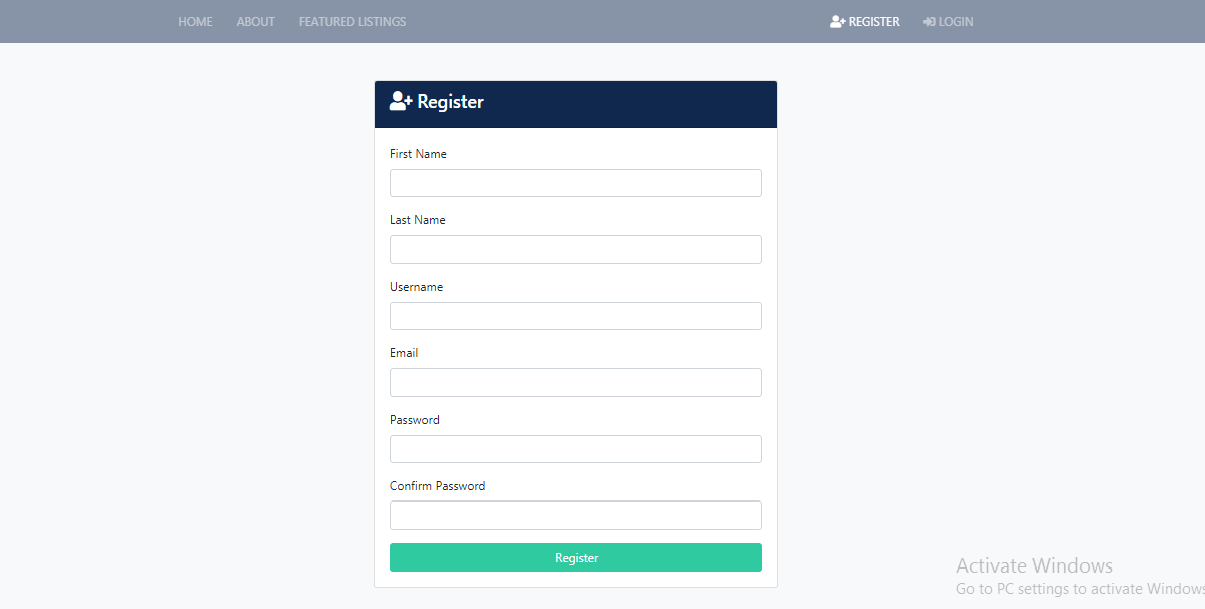 HOME ABOUT FEATURED LISTINGS REGISTER LOGIN
Register
First Name
Last Name
Username
Email
Password
Confirm Password
Register
Activate Windows
Go to PC settings to activate Windows